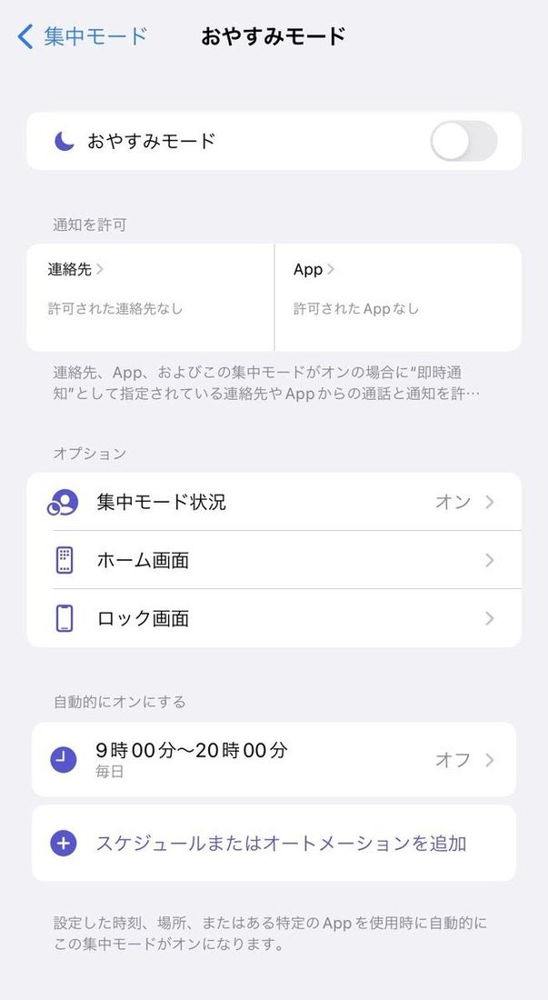 集中モード
おやすみモード
おやすみモード
通知を許可
連絡先
許可された連絡先なし
App
許可されたAppなし
連絡先、App、およびこの集中モードがオンの場合に“即時通
知”として指定されている連絡先やAppからの通話と通知を許…
オプション
集中モード状況 オン
ホーム画面
ロック画面
自動的にオンにする
9時00分〜20時00分
毎日
オフ
スケジュールまたはオートメーションを追加
設定した時刻、場所、またはある特定のAppを使用時に自動的に
この集中モードがオンになります。